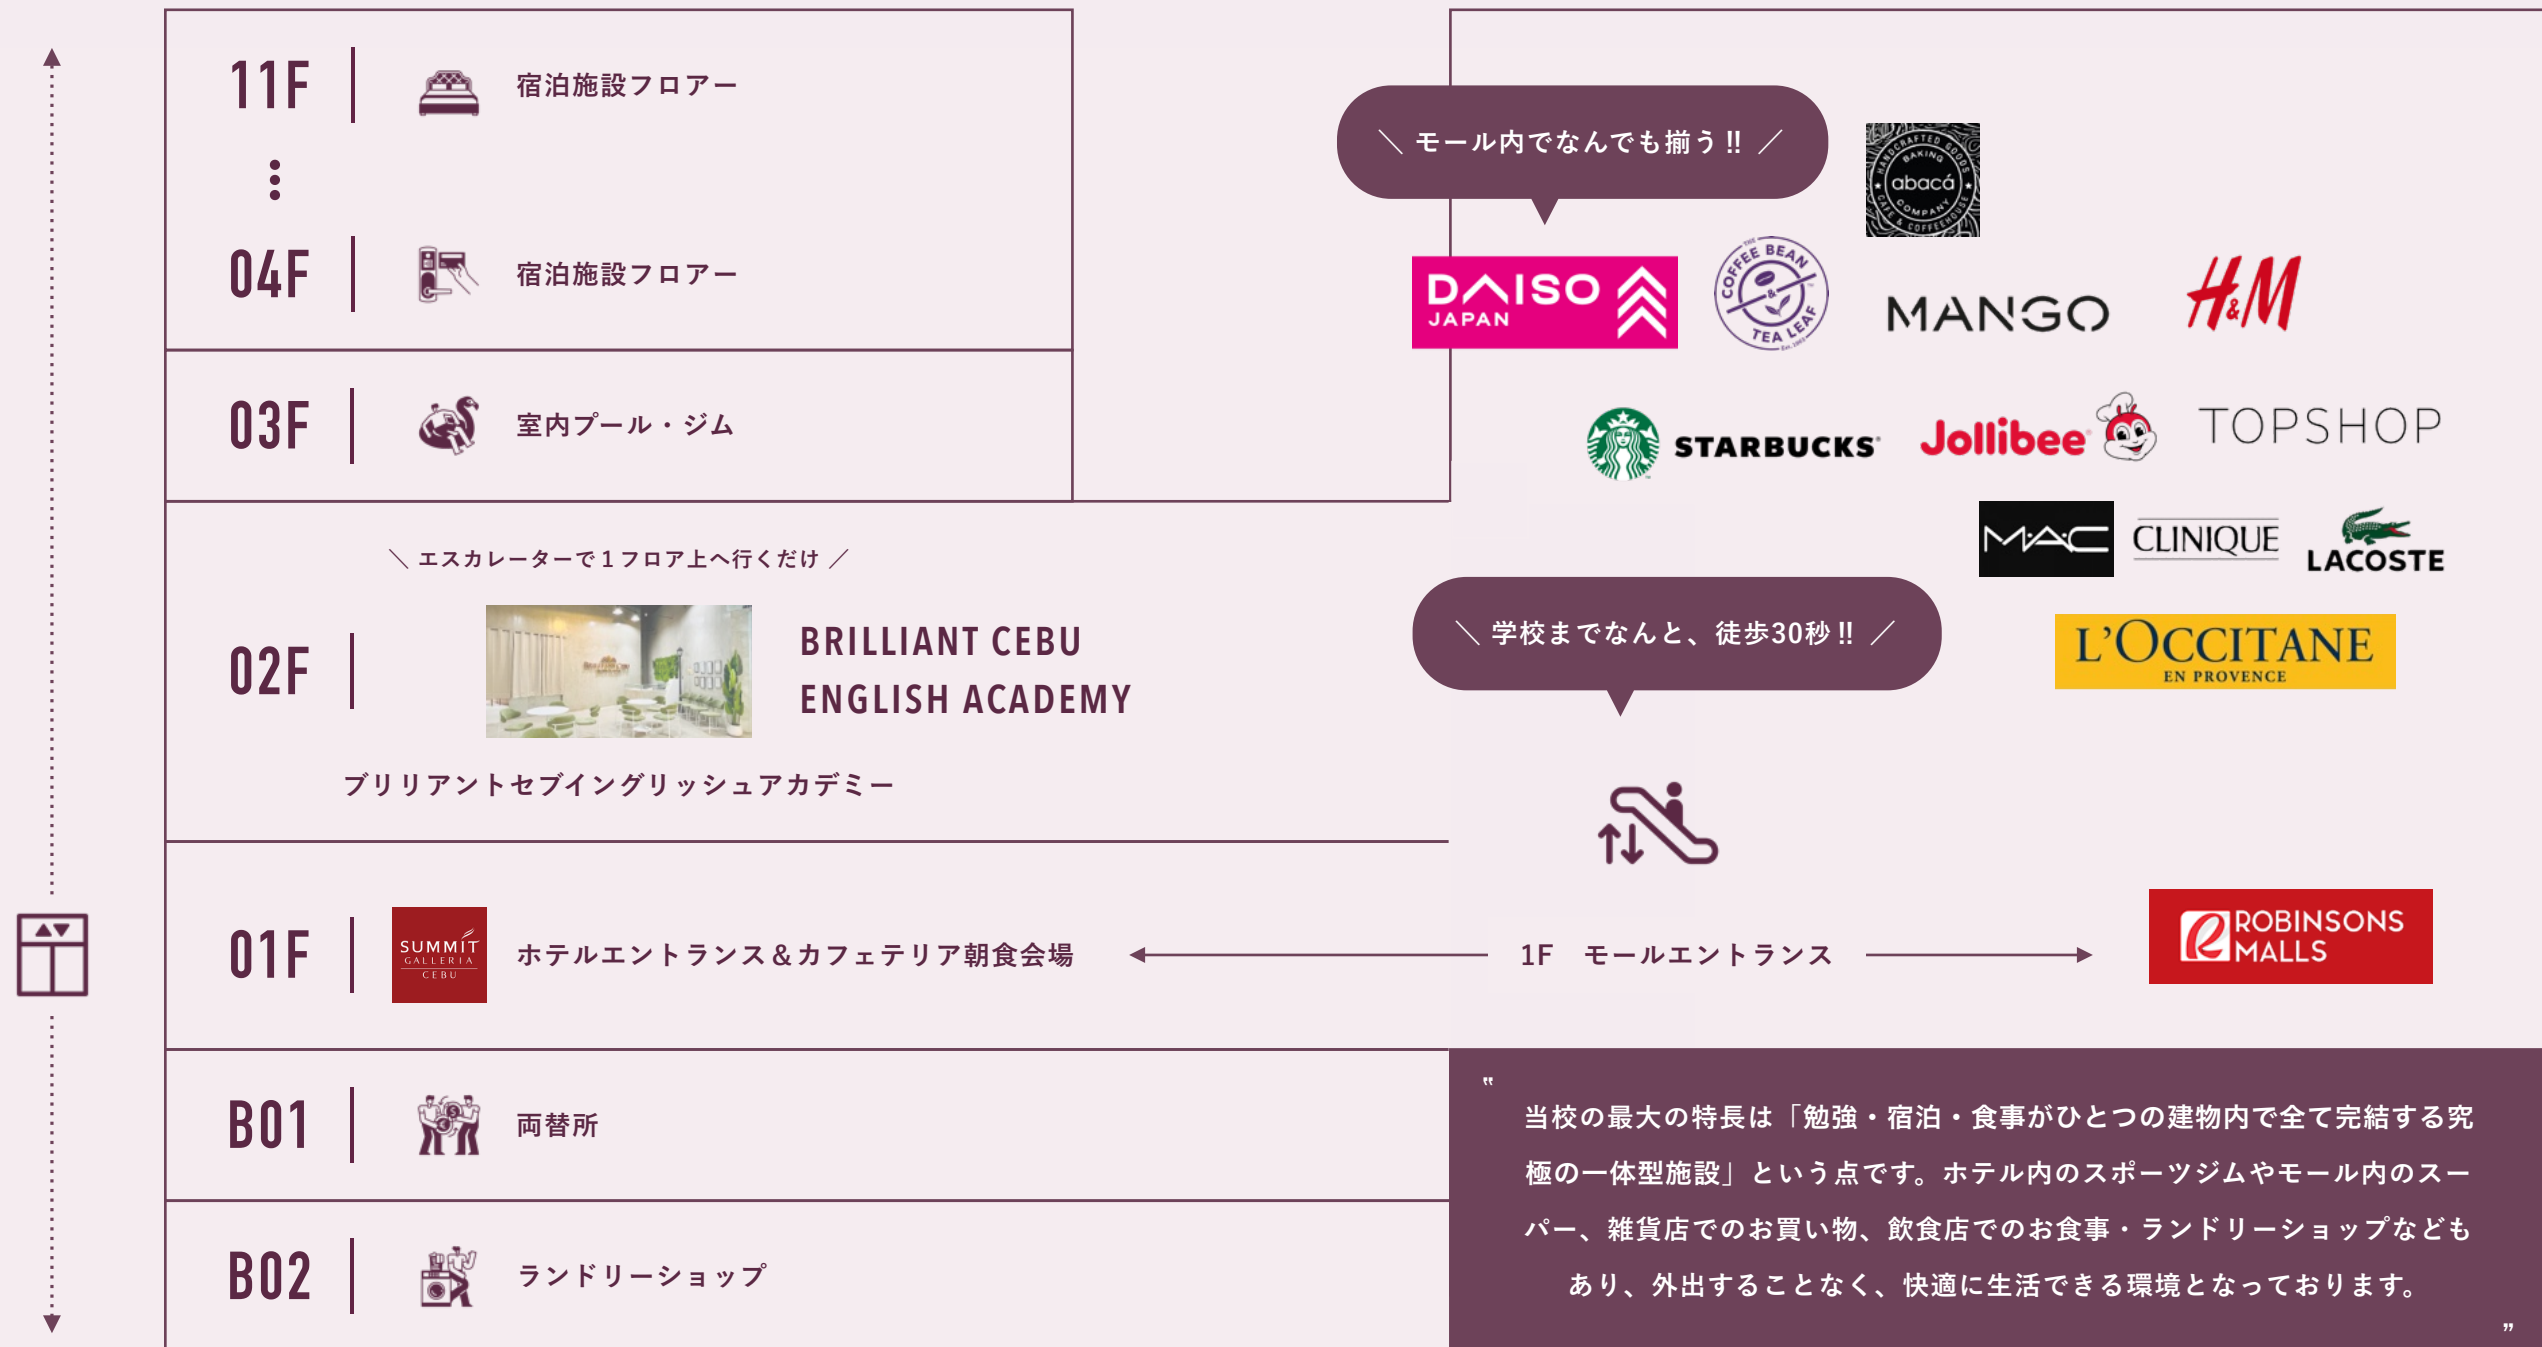 11F 宿泊施設フロアー
04F 宿泊施設フロアー
03F 室内プール・ジム
＼ エスカレーターで１フロア上へ行くだけ ／
02F
BRILLIANT CEBU
ENGLISH ACADEMY
ブリリアントセブイングリッシュアカデミー
01F
SUMMIT
GALLERIA
CEBU
ホテルエントランス＆カフェテリア朝食会場
1F モールエントランス
ROBINSONS
MALLS
B01 両替所
B02 ランドリーショップ
＼ モール内でなんでも揃う!! ／
HANDCRAFTED GOODS
BAKING
abacá
COMPANY
CAFE & COFFEEHOUSE
DAISO
JAPAN
THE
COFFEE BEAN
&
TEA LEAF
MANGO
H&M
STARBUCKS
Jollibee
TOPSHOP
MAC
CLINIQUE
LACOSTE
＼ 学校までなんと、徒歩30秒!! ／
L'OCCITANE
EN PROVENCE
"
当校の最大の特長は「勉強・宿泊・食事がひとつの建物内で全て完結する究
極の一体型施設」という点です。ホテル内のスポーツジムやモール内のスー
パー、雑貨店でのお買い物、飲食店でのお食事・ランドリーショップなども
あり、外出することなく、快適に生活できる環境となっております。
"